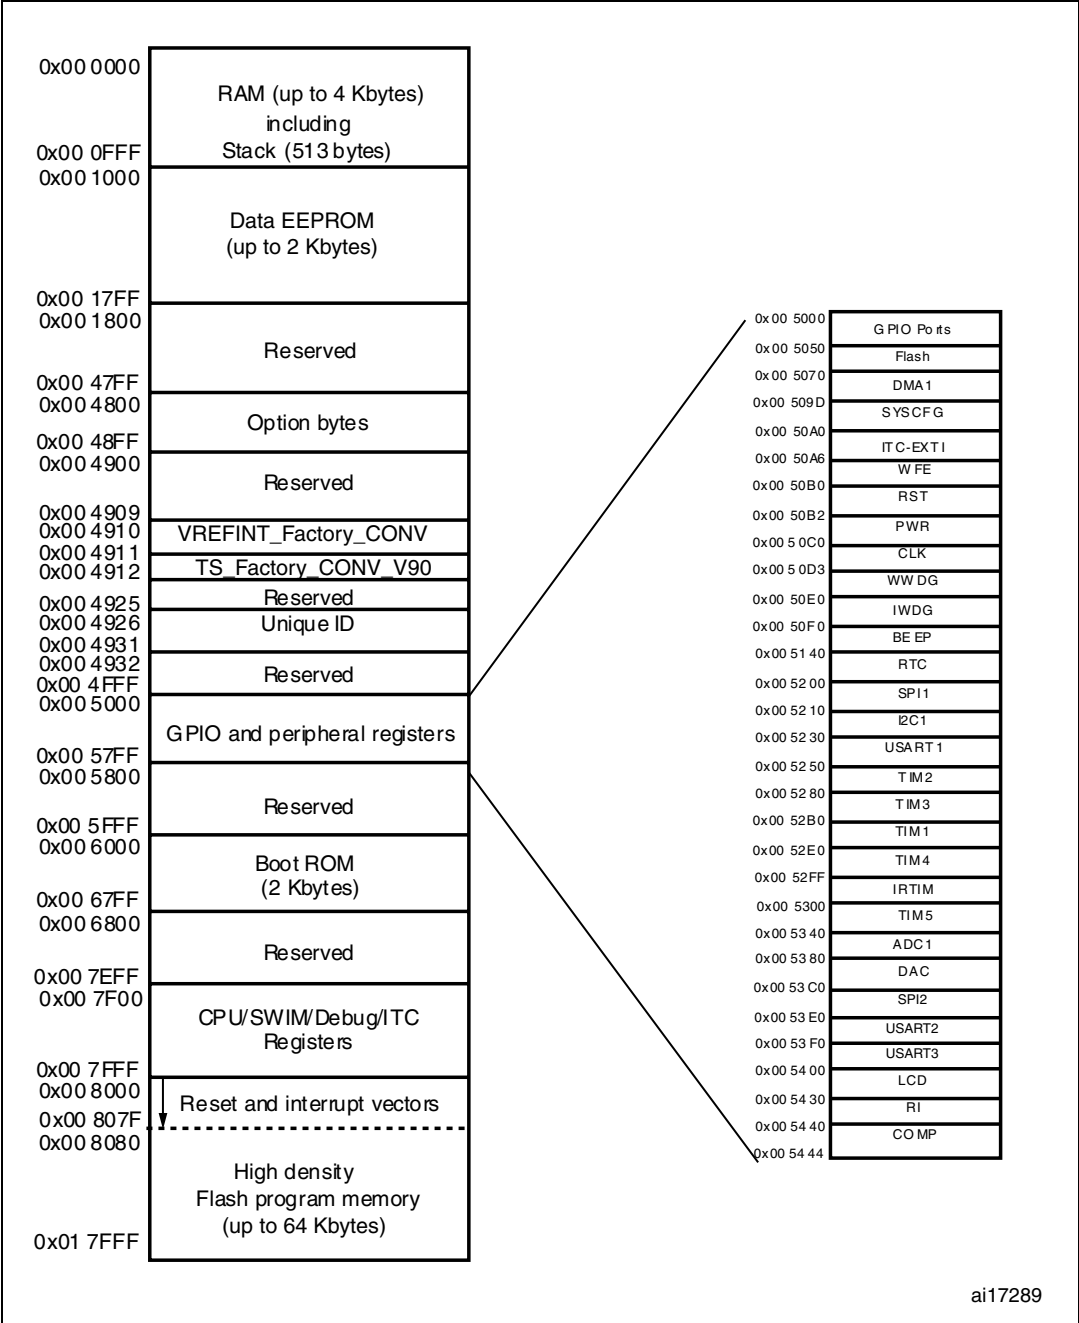 0x00 0000
RAM (up to 4 Kbytes)
including
Stack (513 bytes)
0x00 0FFF
0x00 1000
Data EEPROM
(up to 2 Kbytes)
0x00 17FF
0x00 1800
Reserved
0x00 47FF
0x00 4800
Option bytes
0x00 48FF
0x00 4900
Reserved
0x00 4909
0x00 4910
VREFINT_Factory_CONV
0x00 4911
0x00 4912
TS_Factory_CONV_V90
Reserved
0x00 4925
0x00 4926
Unique ID
0x00 4931
0x00 4932
Reserved
0x00 4FFF
0x00 5000
GPIO and peripheral registers
0x00 57FF
0x00 5800
Reserved
0x00 5FFF
0x00 6000
Boot ROM
(2 Kbytes)
0x00 67FF
0x00 6800
Reserved
0x00 7EFF
0x00 7F00
CPU/SWIM/Debug/ITC
Registers
0x00 7FFF
0x00 8000
Reset and interrupt vectors
0x00 807F
0x00 8080
High density
Flash program memory
(up to 64 Kbytes)
0x01 7FFF
0x00 5000
GPIO Ports
0x00 5050
Flash
0x00 5070
DMA1
0x00 509D
SYSCFG
0x00 50A0
ITC-EXTI
0x00 50A6
WFE
0x00 50B0
RST
0x00 50B2
PWR
0x00 50C0
CLK
0x00 50D3
WWDG
0x00 50E0
IWDG
0x00 50F0
BEEP
0x00 5140
RTC
0x00 5200
SPI1
0x00 5210
I2C1
0x00 5230
USART1
0x00 5250
TIM2
0x00 5280
TIM3
0x00 52B0
TIM1
0x00 52E0
TIM4
0x00 52FF
IRTIM
0x00 5300
TIM5
0x00 5340
ADC1
0x00 5380
DAC
0x00 53C0
SPI2
0x00 53E0
USART2
0x00 53F0
USART3
0x00 5400
LCD
0x00 5430
RI
0x00 5440
COMP
0x00 5444
ai17289